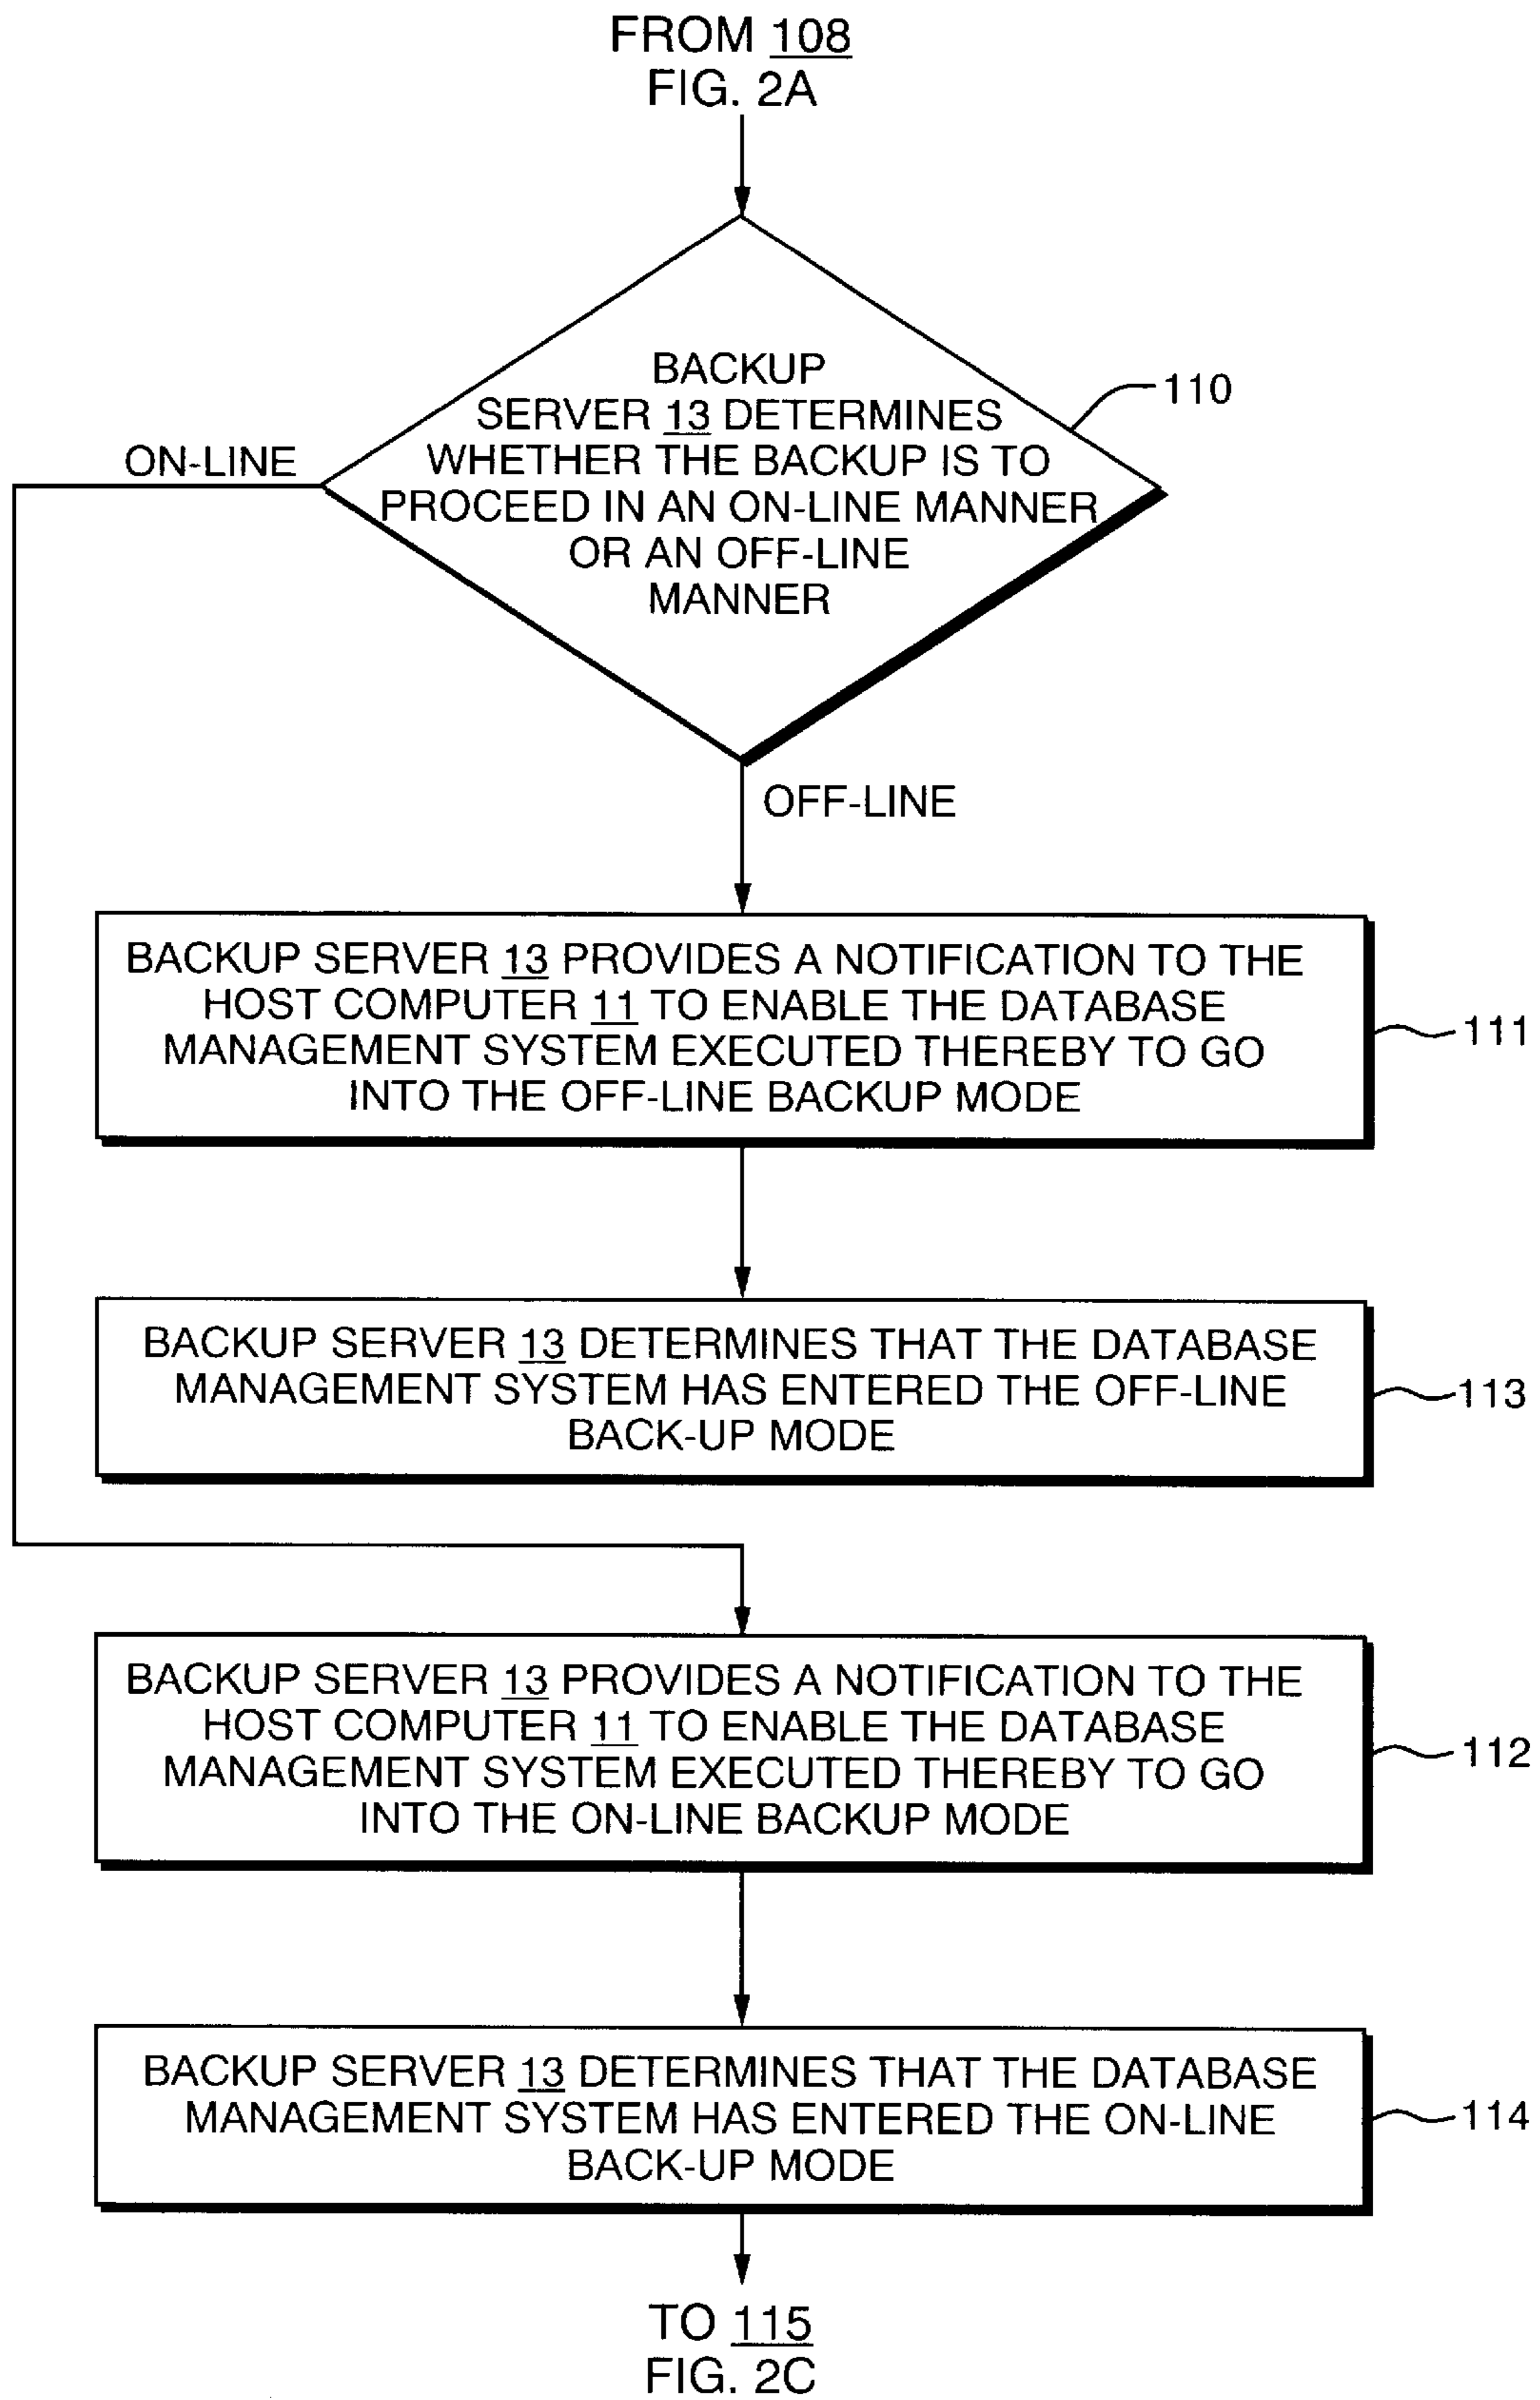 FROM 108
FIG. 2A
BACKUP
SERVER 13 DETERMINES
WHETHER THE BACKUP IS TO
PROCEED IN AN ON-LINE MANNER
OR AN OFF-LINE
MANNER
110
ON-LINE
OFF-LINE
BACKUP SERVER 13 PROVIDES A NOTIFICATION TO THE
HOST COMPUTER 11 TO ENABLE THE DATABASE
MANAGEMENT SYSTEM EXECUTED THEREBY TO GO
INTO THE OFF-LINE BACKUP MODE
111
BACKUP SERVER 13 DETERMINES THAT THE DATABASE
MANAGEMENT SYSTEM HAS ENTERED THE OFF-LINE
BACK-UP MODE
113
BACKUP SERVER 13 PROVIDES A NOTIFICATION TO THE
HOST COMPUTER 11 TO ENABLE THE DATABASE
MANAGEMENT SYSTEM EXECUTED THEREBY TO GO
INTO THE ON-LINE BACKUP MODE
112
BACKUP SERVER 13 DETERMINES THAT THE DATABASE
MANAGEMENT SYSTEM HAS ENTERED THE ON-LINE
BACK-UP MODE
114
TO 115
FIG. 2C